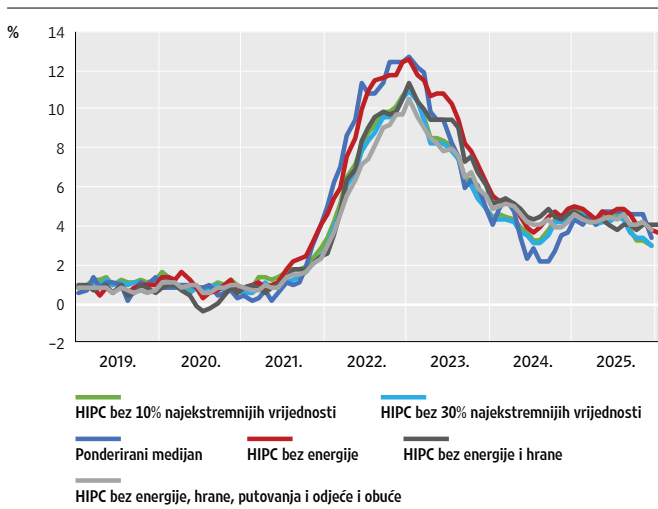 %
14
12
10
8
6
4
2
0
−2
2019. 2020. 2021. 2022. 2023. 2024. 2025.
HIPC bez 10% najekstremnijih vrijednosti HIPC bez 30% najekstremnijih vrijednosti
Ponderirani medijan HIPC bez energije HIPC bez energije i hrane
HIPC bez energije, hrane, putovanja i odjeće i obuće